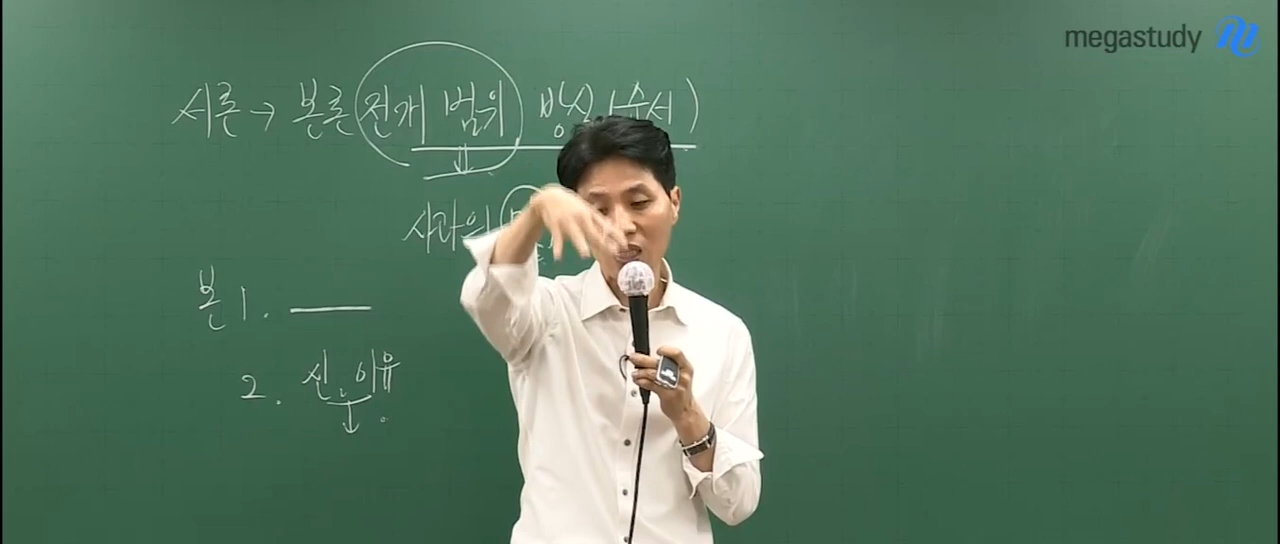 megastudy
서론 → 본론 (전개 범위 방식 / 순서)
사과의
본 1.
2. 신, 이유